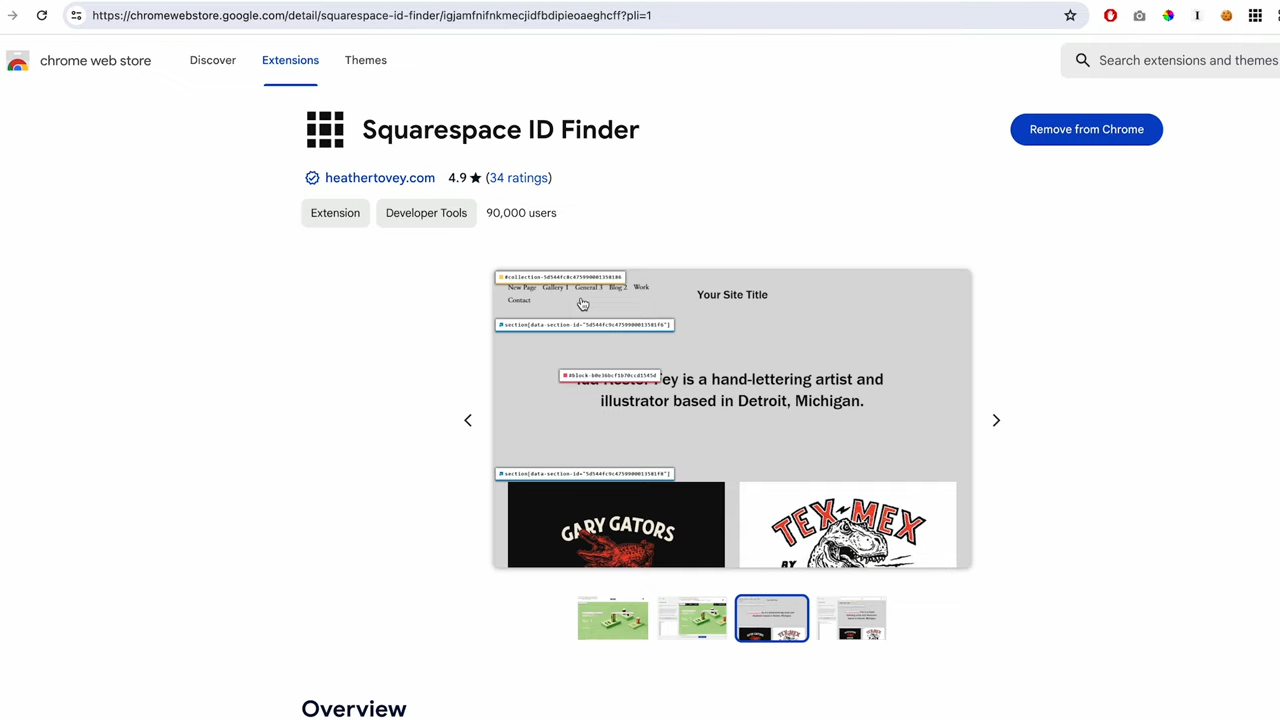 https://chromewebstore.google.com/detail/squarespace-id-finder/igjamfnifnkmecjidfbdipieoaeghcff?pli=1
chrome web store
Discover
Extensions
Themes
Search extensions and themes
Squarespace ID Finder
Remove from Chrome
heathertovey.com 4.9 ★ (34 ratings)
Extension
Developer Tools
90,000 users
New Page Gallery 1 General 3 Blog 2 Work
Contact
Your Site Title
ey is a hand-lettering artist and
illustrator based in Detroit, Michigan.
GARY GATORS
TEX-MEX
BY
Overview